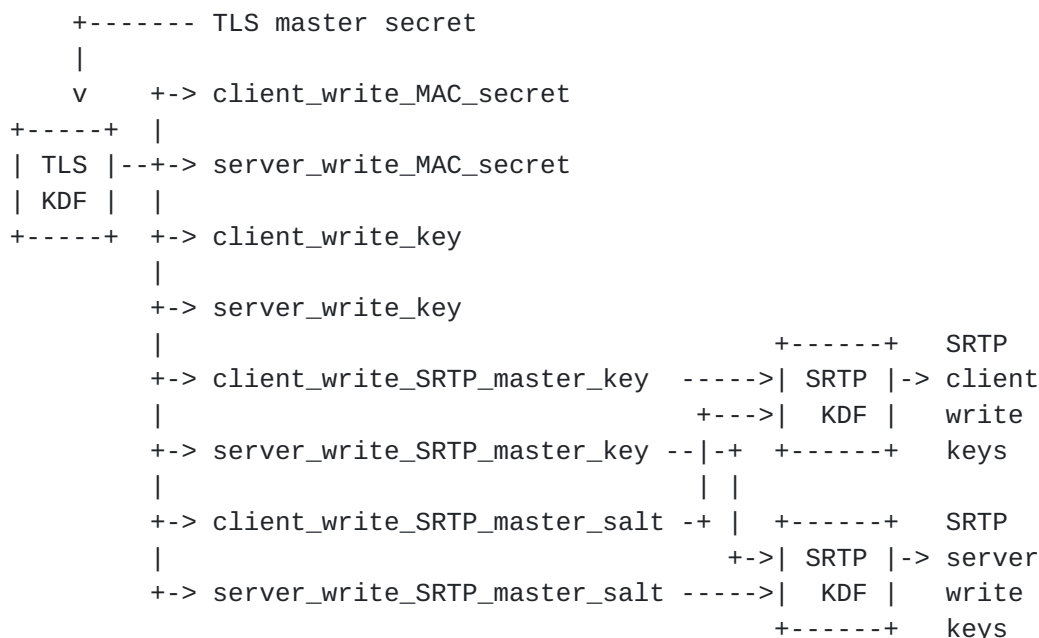 +------- TLS master secret
    |
    v    +-> client_write_MAC_secret
+-----+  |
| TLS |--+-> server_write_MAC_secret
| KDF |  |
+-----+  +-> client_write_key
         |
         +-> server_write_key
         |                                       +------+   SRTP
         +-> client_write_SRTP_master_key  ----->| SRTP |-> client
         |                                  +--->|  KDF |   write
         +-> server_write_SRTP_master_key --|-+  +------+   keys
         |                                  | |
         +-> client_write_SRTP_master_salt -+ |  +------+   SRTP
         |                                    +->| SRTP |-> server
         +-> server_write_SRTP_master_salt ----->|  KDF |   write
                                                 +------+   keys